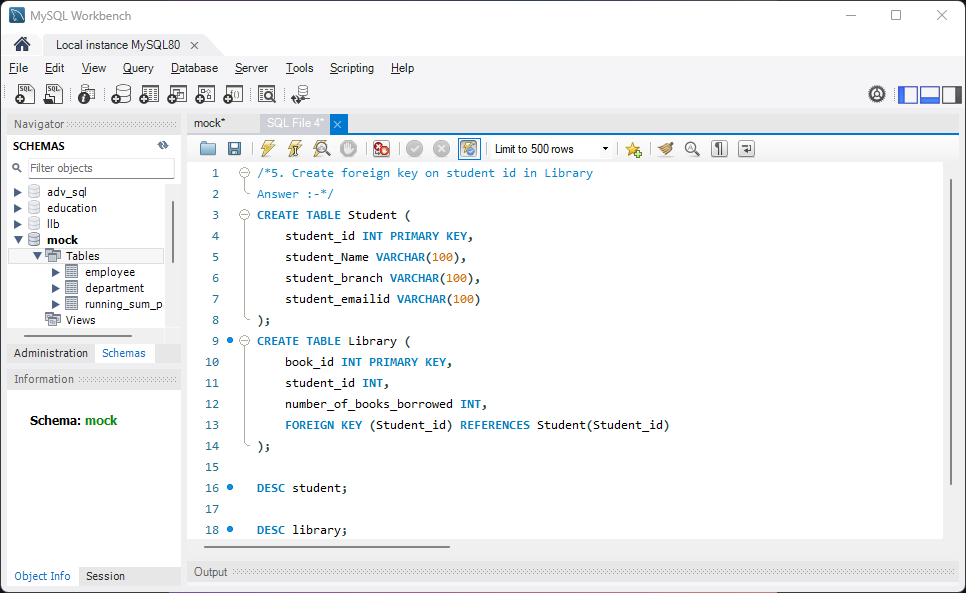 MySQL Workbench
Local instance MySQL80
File Edit View Query Database Server Tools Scripting Help
Navigator
SCHEMAS
Filter objects
adv_sql
education
llb
mock
Tables
employee
department
running_sum_p
Views
Administration Schemas
Information
Schema: mock
Object Info Session
mock* SQL File 4*
Limit to 500 rows
1 /*5. Create foreign key on student id in Library
2 Answer :-*/
3 CREATE TABLE Student (
4 student_id INT PRIMARY KEY,
5 student_Name VARCHAR(100),
6 student_branch VARCHAR(100),
7 student_emailid VARCHAR(100)
8 );
9 CREATE TABLE Library (
10 book_id INT PRIMARY KEY,
11 student_id INT,
12 number_of_books_borrowed INT,
13 FOREIGN KEY (Student_id) REFERENCES Student(Student_id)
14 );
15
16 DESC student;
17
18 DESC library;
Output